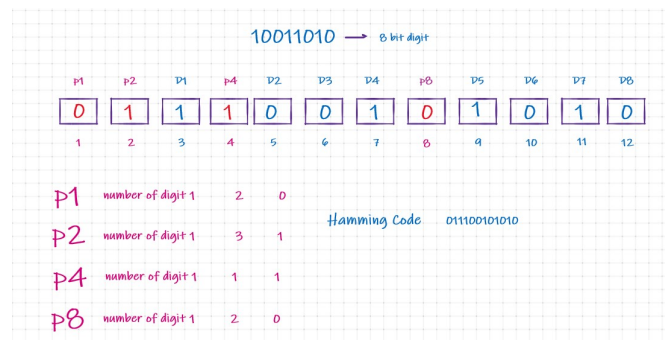 10011010 → 8 bit digit
p1 p2 D1 p4 D2 D3 D4 p8 D5 D6 D7 D8
0 1 1 1 0 0 1 0 1 0 1 0
1 2 3 4 5 6 7 8 9 10 11 12
p1 number of digit 1 2 0
Hamming Code 011100101010
p2 number of digit 1 3 1
p4 number of digit 1 1 1
p8 number of digit 1 2 0